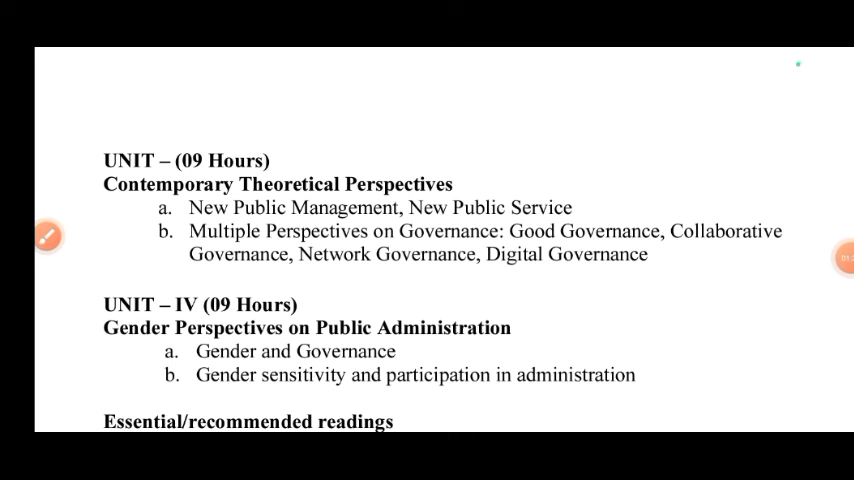 UNIT – (09 Hours)
Contemporary Theoretical Perspectives
a. New Public Management, New Public Service
b. Multiple Perspectives on Governance: Good Governance, Collaborative
Governance, Network Governance, Digital Governance
UNIT – IV (09 Hours)
Gender Perspectives on Public Administration
a. Gender and Governance
b. Gender sensitivity and participation in administration
Essential/recommended readings